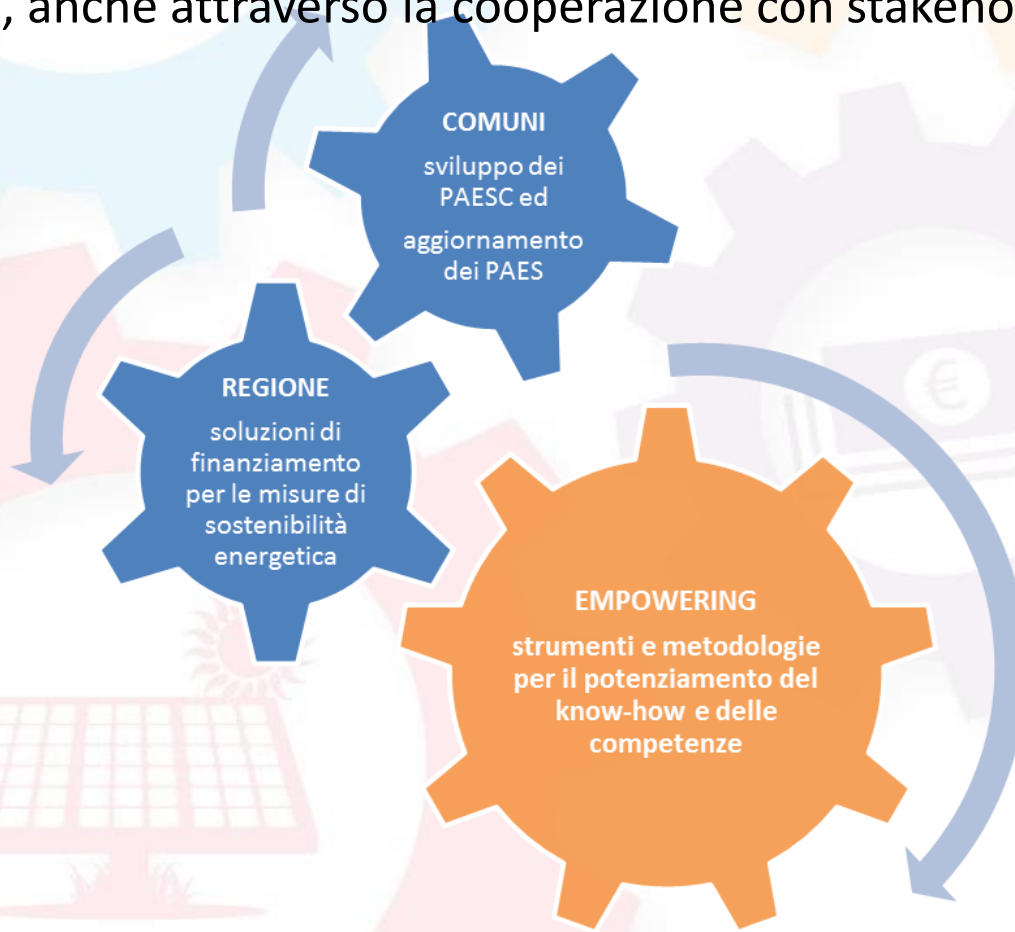 , anche attraverso la cooperazione con
COMUNI
sviluppo dei
PAESC ed
aggiornamento
dei PAES
REGIONE
soluzioni di
finanziamento
per le misure di
sostenibilità
energetica
€
EMPOWERING
strumenti e metodologie
per il potenziamento del
know-how e delle
competenze